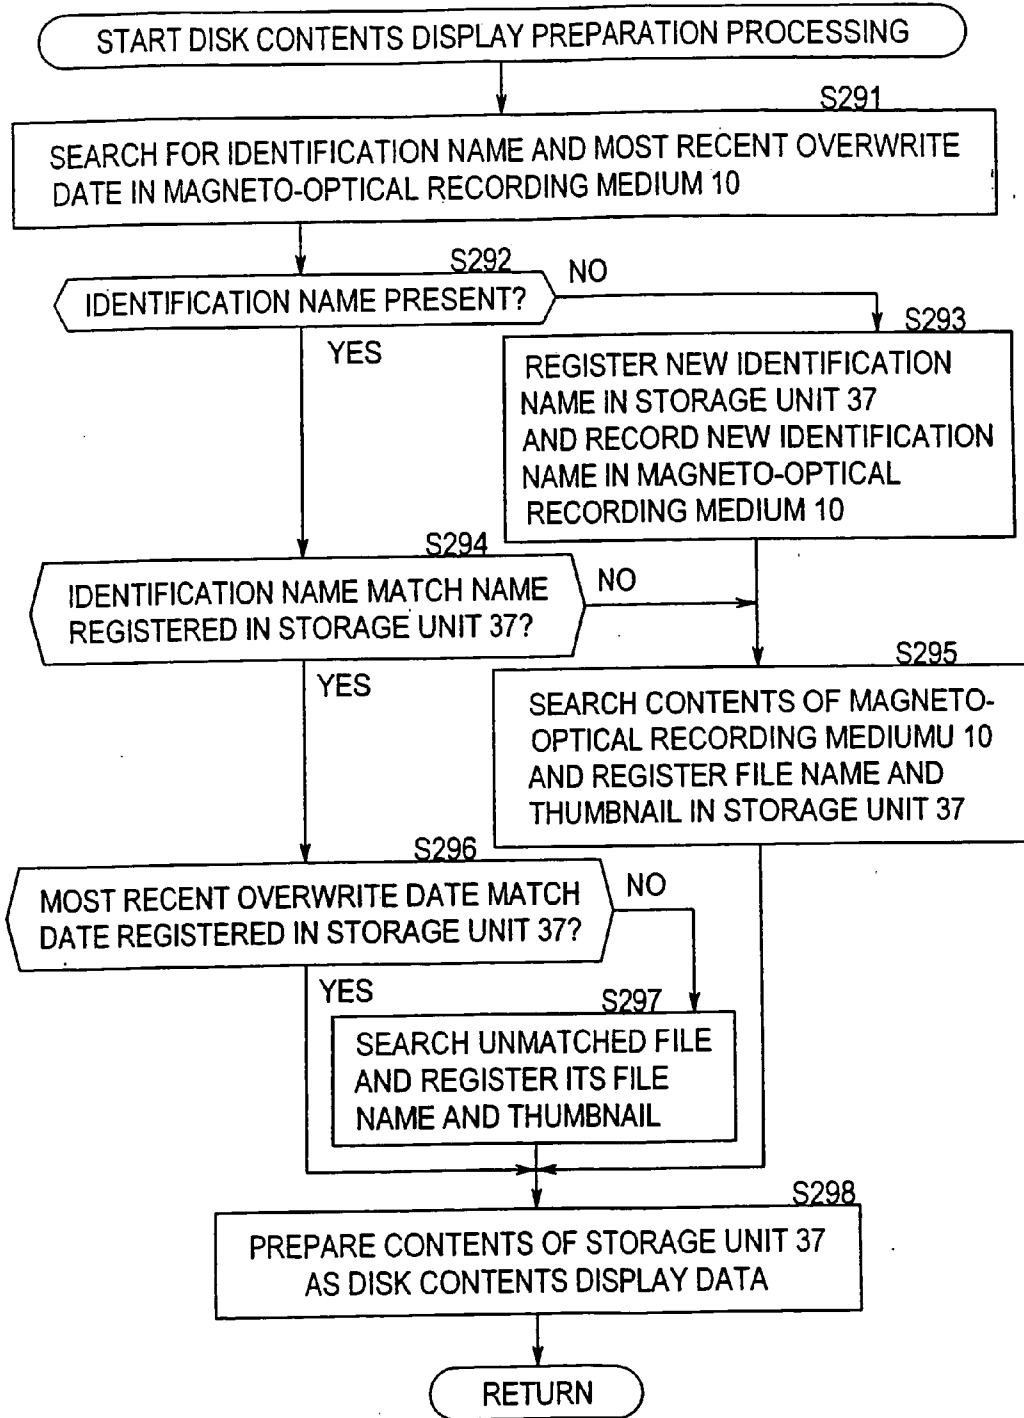 START DISK CONTENTS DISPLAY PREPARATION PROCESSING
S291
SEARCH FOR IDENTIFICATION NAME AND MOST RECENT OVERWRITE
DATE IN MAGNETO-OPTICAL RECORDING MEDIUM 10
S292
IDENTIFICATION NAME PRESENT?
NO
YES
S293
REGISTER NEW IDENTIFICATION
NAME IN STORAGE UNIT 37
AND RECORD NEW IDENTIFICATION
NAME IN MAGNETO-OPTICAL
RECORDING MEDIUM 10
S294
IDENTIFICATION NAME MATCH NAME
REGISTERED IN STORAGE UNIT 37?
NO
YES
S295
SEARCH CONTENTS OF MAGNETO-
OPTICAL RECORDING MEDIUMU 10
AND REGISTER FILE NAME AND
THUMBNAIL IN STORAGE UNIT 37
S296
MOST RECENT OVERWRITE DATE MATCH
DATE REGISTERED IN STORAGE UNIT 37?
NO
YES
S297
SEARCH UNMATCHED FILE
AND REGISTER ITS FILE
NAME AND THUMBNAIL
S298
PREPARE CONTENTS OF STORAGE UNIT 37
AS DISK CONTENTS DISPLAY DATA
RETURN